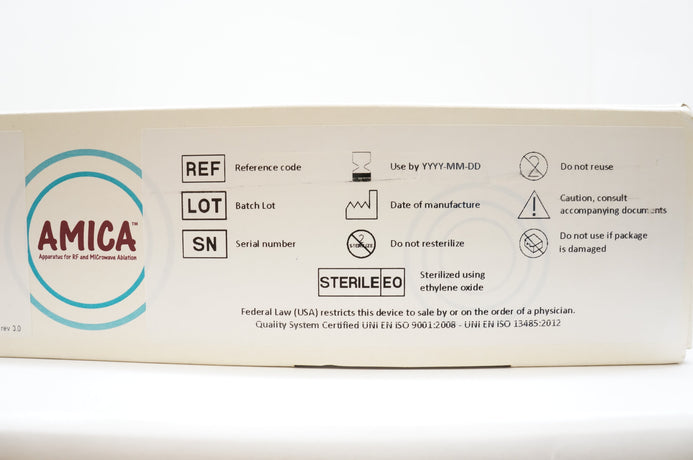 AMICA™
Apparatus for RF and MICrowave Ablation
rev 3.0
REF Reference code
LOT Batch Lot
SN Serial number
Use by YYYY-MM-DD
Date of manufacture
STERILIZE Do not resterilize
2 Do not reuse
Caution, consult
accompanying documents
Do not use if package
is damaged
STERILE EO Sterilized using
ethylene oxide
Federal Law (USA) restricts this device to sale by or on the order of a physician.
Quality System Certified UNI EN ISO 9001:2008 - UNI EN ISO 13485:2012